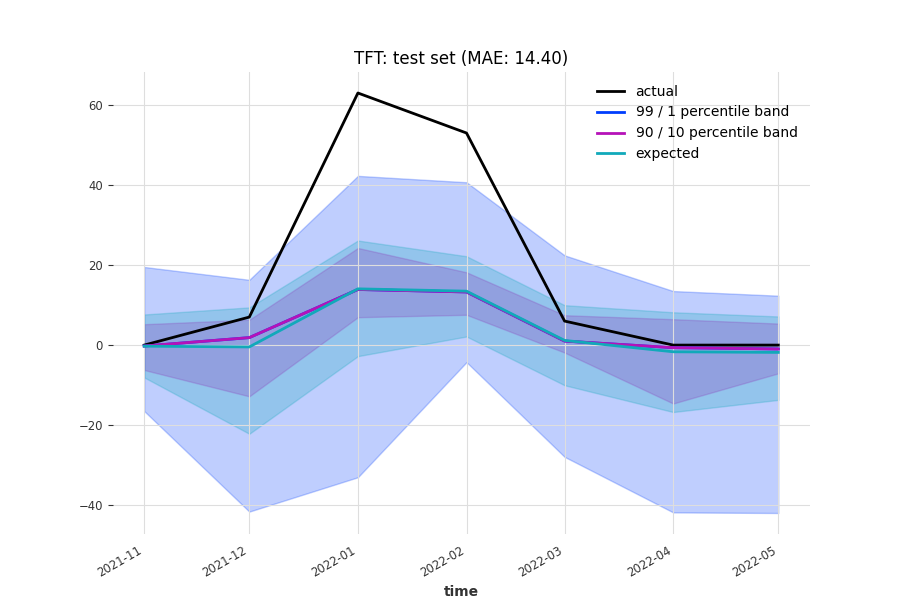 TFT: test set (MAE: 14.40)
actual
99 / 1 percentile band
90 / 10 percentile band
expected
60
40
20
0
−20
−40
2021-11
2021-12
2022-01
2022-02
2022-03
2022-04
2022-05
time